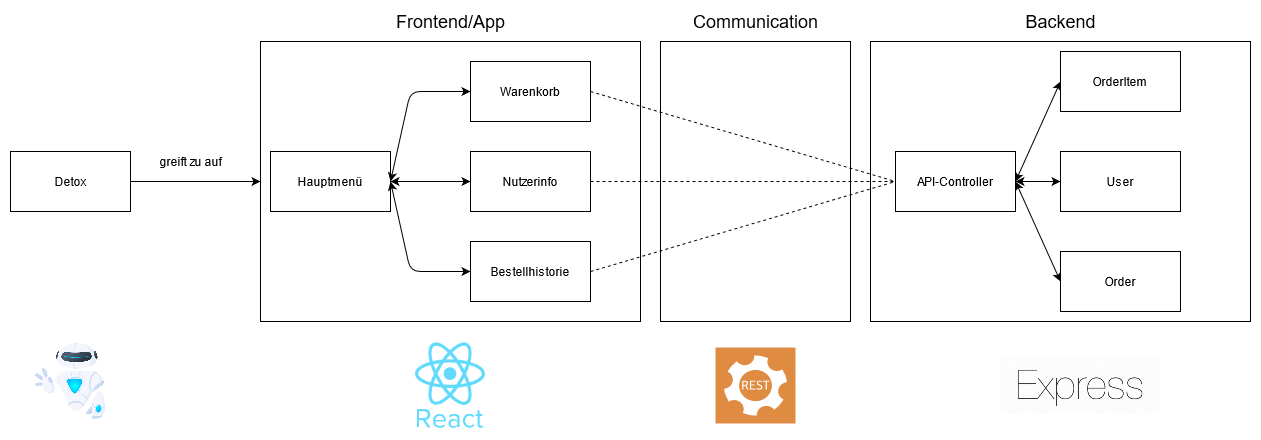 Frontend/App
Communication
Backend
Warenkorb
OrderItem
greift zu auf
Detox
Hauptmenü
Nutzerinfo
API-Controller
User
Bestellhistorie
Order
React
REST
Express